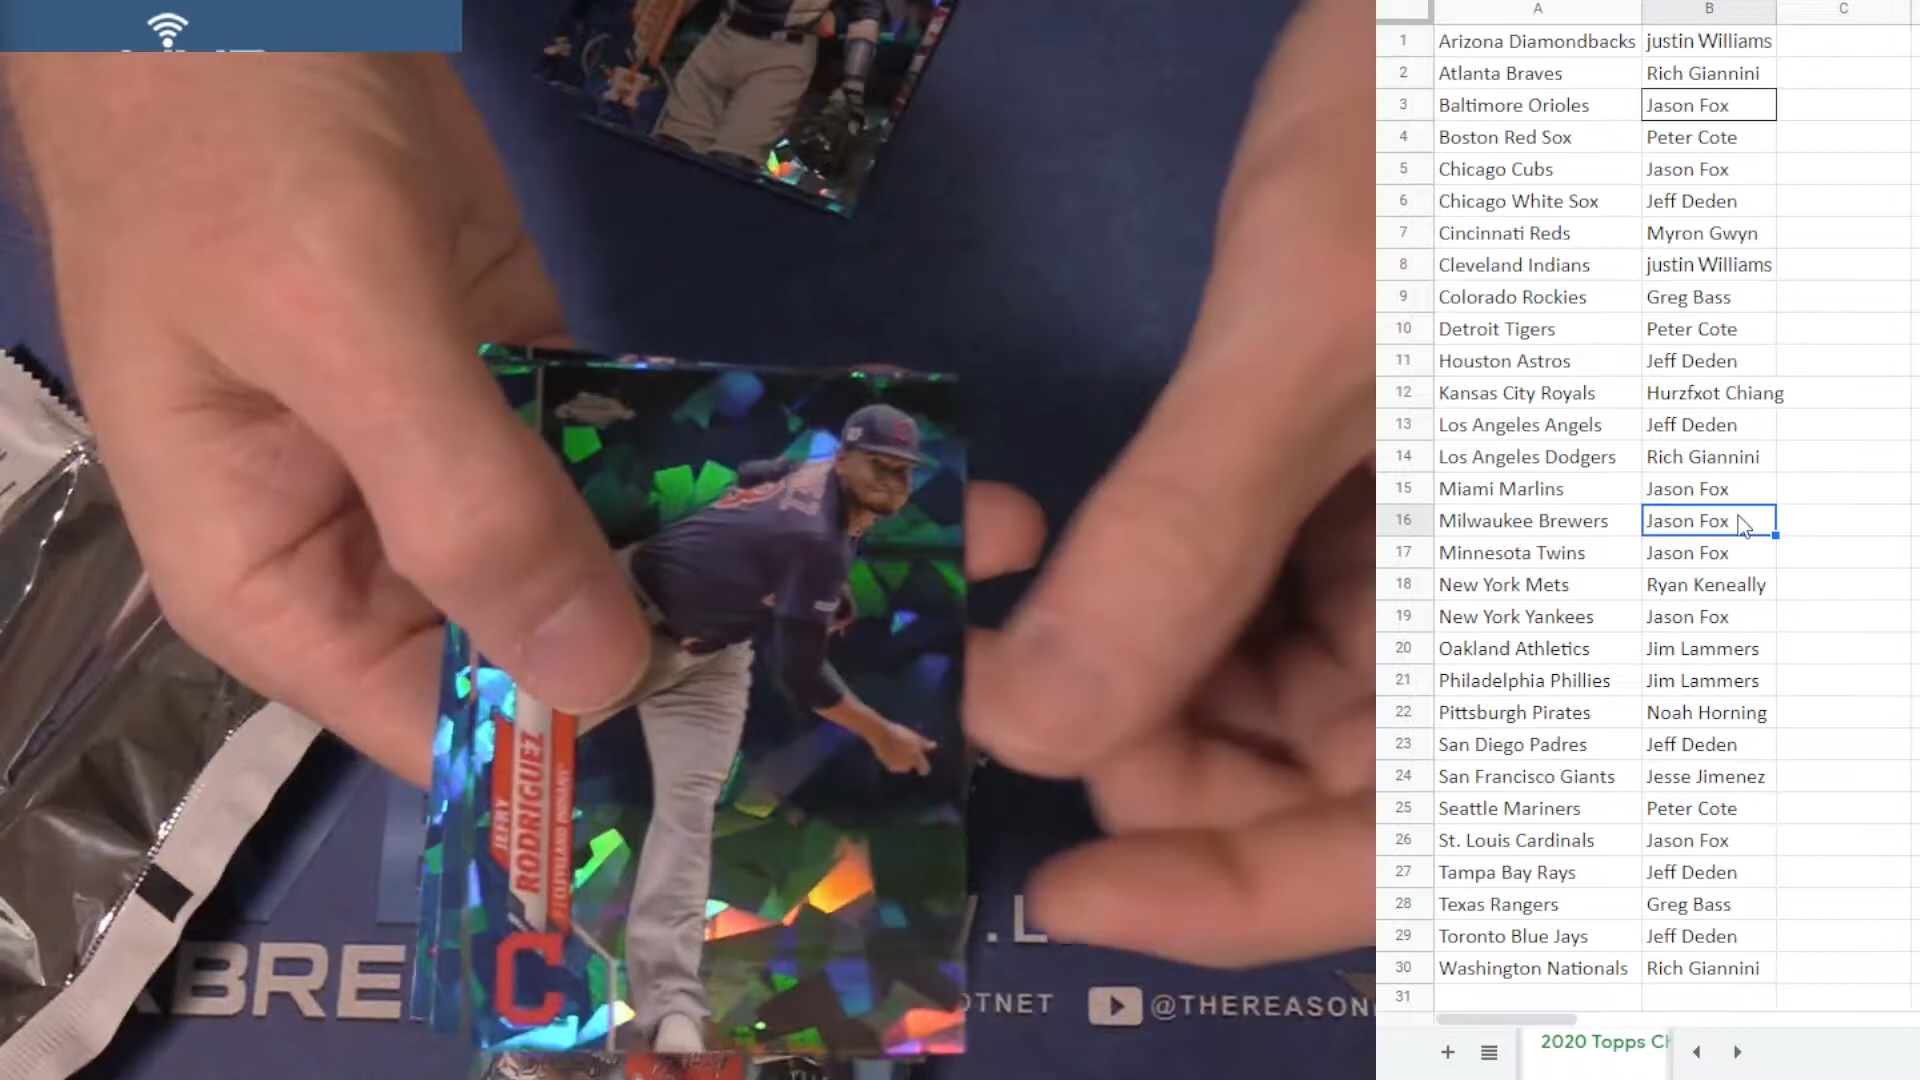 JEFRY
RODRIGUEZ
CLEVELAND INDIANS
C
BRE
@THEREASON
A B C
1 Arizona Diamondbacks justin Williams
2 Atlanta Braves Rich Giannini
3 Baltimore Orioles Jason Fox
4 Boston Red Sox Peter Cote
5 Chicago Cubs Jason Fox
6 Chicago White Sox Jeff Deden
7 Cincinnati Reds Myron Gwyn
8 Cleveland Indians justin Williams
9 Colorado Rockies Greg Bass
10 Detroit Tigers Peter Cote
11 Houston Astros Jeff Deden
12 Kansas City Royals Hurzfxot Chiang
13 Los Angeles Angels Jeff Deden
14 Los Angeles Dodgers Rich Giannini
15 Miami Marlins Jason Fox
16 Milwaukee Brewers Jason Fox
17 Minnesota Twins Jason Fox
18 New York Mets Ryan Keneally
19 New York Yankees Jason Fox
20 Oakland Athletics Jim Lammers
21 Philadelphia Phillies Jim Lammers
22 Pittsburgh Pirates Noah Horning
23 San Diego Padres Jeff Deden
24 San Francisco Giants Jesse Jimenez
25 Seattle Mariners Peter Cote
26 St. Louis Cardinals Jason Fox
27 Tampa Bay Rays Jeff Deden
28 Texas Rangers Greg Bass
29 Toronto Blue Jays Jeff Deden
30 Washington Nationals Rich Giannini
31
2020 Topps Ch